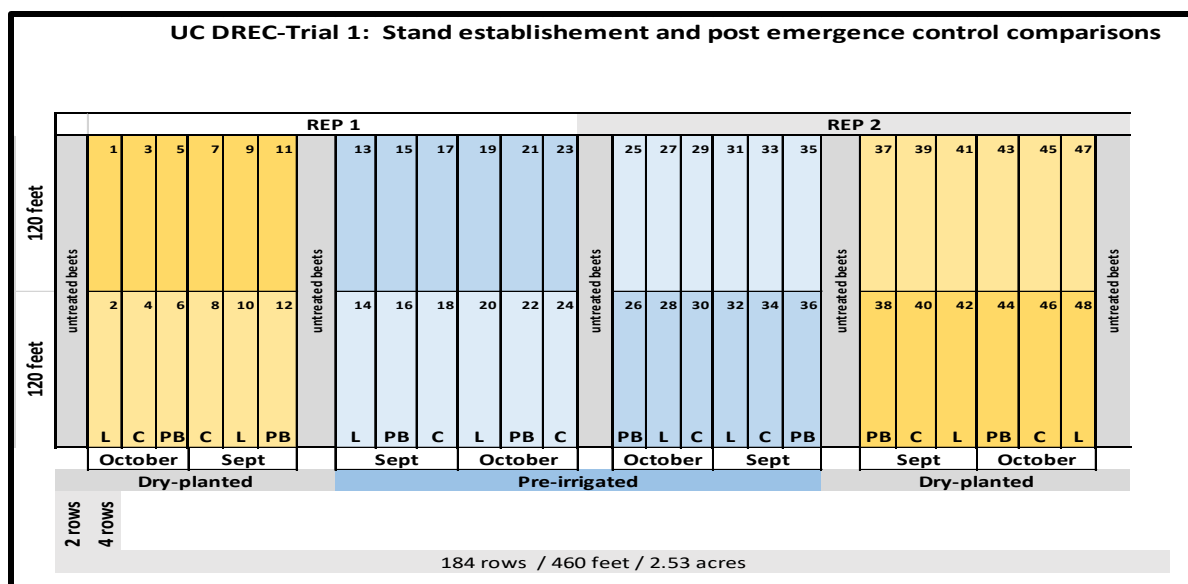 UC DREC-Trial 1: Stand establishement and post emergence control comparisons
REP 1 REP 2
120 feet
untreated beets
1 3 5 7 9 11
untreated beets
13 15 17 19 21 23
untreated beets
25 27 29 31 33 35
untreated beets
37 39 41 43 45 47
untreated beets
120 feet
2 4 6 8 10 12
14 16 18 20 22 24
26 28 30 32 34 36
38 40 42 44 46 48
L C PB C L PB
L PB C L PB C
PB L C L C PB
PB C L PB C L
October Sept Sept October October Sept Sept October
Dry-planted Pre-irrigated Dry-planted
2 rows
4 rows
184 rows / 460 feet / 2.53 acres